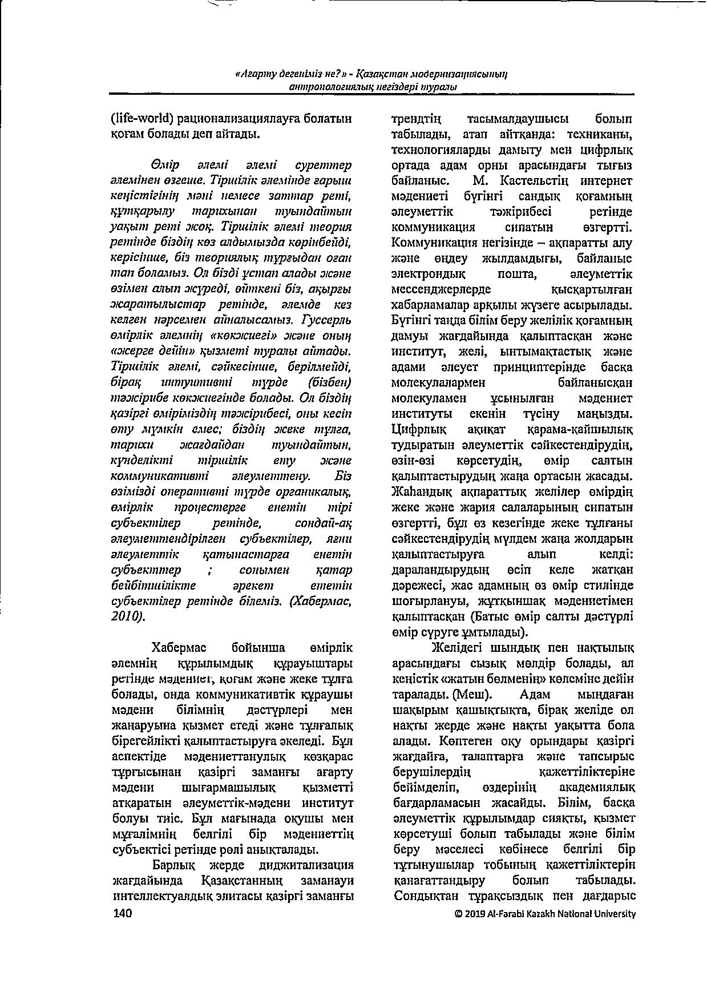 «Ағарту дегеніміз не?» - Қазақстан модернизациясының
антропологиялық негіздері туралы
(life-world) рационализациялауға болатын
қоғам болады деп айтады.
Өмір әлемі әлемі суреттер
әлемінен өзгеше. Тіршілік әлемінде ғарыш
кеңістігінің мәні немесе заттар реті,
құтқарылу тарихынан туындайтын
уақыт реті жоқ. Тіршілік әлемі теория
ретінде біздің көз алдымызда көрінбейді,
керісінше, біз теориялық тұрғыдан оған
тап боламыз. Ол бізді ұстап алады және
өзімен алып жүреді, өйткені біз, ақырғы
жаратылыстар ретінде, әлемде кез
келген нәрсемен айналысамыз. Гуссерль
өмірлік әлемнің «көкжиегі» және оның
«жерге дейін» қызметі туралы айтады.
Тіршілік әлемі, сәйкесінше, берілмейді,
бірақ интуитивті түрде (бізбен)
тәжірибе көкжиегінде болады. Ол біздің
қазіргі өміріміздің тәжірибесі, оны кесіп
өту мүмкін емес; біздің жеке тұлға,
тарихи жағдайдан туындайтын,
күнделікті тіршілік ету және
коммуникативті әлеуметтену. Біз
өзімізді оперативті түрде органикалық,
өмірлік процестерге енетін тірі
субъектілер ретінде, сондай-ақ
әлеуметтендірілген субъектілер, яғни
әлеуметтік қатынастарға енетін
субъекттер ; сонымен қатар
бейбітшілікте әрекет ететін
субъектілер ретінде білеміз. (Хабермас,
2010).
Хабермас бойынша өмірлік
әлемнің құрылымдық құрауыштары
ретінде мәдениет, қоғам және жеке тұлға
болады, онда коммуникативтік құраушы
мәдени білімнің дәстүрлері мен
жаңаруына қызмет етеді және тұлғалық
бірегейлікті қалыптастыруға әкеледі. Бұл
аспектіде мәдениеттанулық көзқарас
тұрғысынан қазіргі заманғы ағарту
мәдени шығармашылық қызметті
атқаратын әлеуметтік-мәдени институт
болуы тиіс. Бұл мағынада оқушы мен
мұғалімнің белгілі бір мәдениеттің
субъектісі ретінде рөлі анықталады.
Барлық жерде диджитализация
жағдайында Қазақстанның заманауи
интеллектуалдық элитасы қазіргі заманғы
трендтің тасымалдаушысы болып
табылады, атап айтқанда: техниканы,
технологияларды дамыту мен цифрлық
ортада адам орны арасындағы тығыз
байланыс. М. Кастельстің интернет
мәдениеті бүгінгі сандық қоғамның
әлеуметтік тәжірибесі ретінде
коммуникация сипатын өзгертті.
Коммуникация негізінде – ақпаратты алу
және өңдеу жылдамдығы, байланыс
электрондық пошта, әлеуметтік
мессенджерлерде қысқартылған
хабарламалар арқылы жүзеге асырылады.
Бүгінгі таңда білім беру желілік қоғамның
дамуы жағдайында қалыптасқан және
институт, желі, ынтымақтастық және
адами әлеует принциптерінде басқа
молекулалармен байланысқан
молекуламен ұсынылған мәдениет
институты екенін түсіну маңызды.
Цифрлық ақиқат қарама-қайшылық
тудыратын әлеуметтік сәйкестендірудің,
өзін-өзі көрсетудің, өмір салтын
қалыптастырудың жаңа ортасын жасады.
Жаһандық ақпараттық желілер өмірдің
жеке және жария салаларының сипатын
өзгертті, бұл өз кезегінде жеке тұлғаны
сәйкестендірудің мүлдем жаңа жолдарын
қалыптастыруға алып келді:
дараландырудың өсіп келе жатқан
дәрежесі, жас адамның өз өмір стилінде
шоғырлануы, жұтқыншақ мәдениетімен
қалыптасқан (Батыс өмір салты дәстүрлі
өмір сүруге ұмтылады).
Желідегі шындық пен нақтылық
арасындағы сызық мөлдір болады, ал
кеңістік «жатын бөлменің» көлеміне дейін
таралады. (Меш). Адам мыңдаған
шақырым қашықтықта, бірақ желіде ол
нақты жерде және нақты уақытта бола
алады. Көптеген оқу орындары қазіргі
жағдайға, талаптарға және тапсырыс
берушілердің қажеттіліктеріне
бейімделіп, өздерінің академиялық
бағдарламасын жасайды. Білім, басқа
әлеуметтік құрылымдар сияқты, қызмет
көрсетуші болып табылады және білім
беру мәселесі көбінесе белгілі бір
тұтынушылар тобының қажеттіліктерін
қанағаттандыру болып табылады.
Сондықтан тұрақсыздық пен дағдарыс
140
© 2019 Al-Farabi Kazakh National University